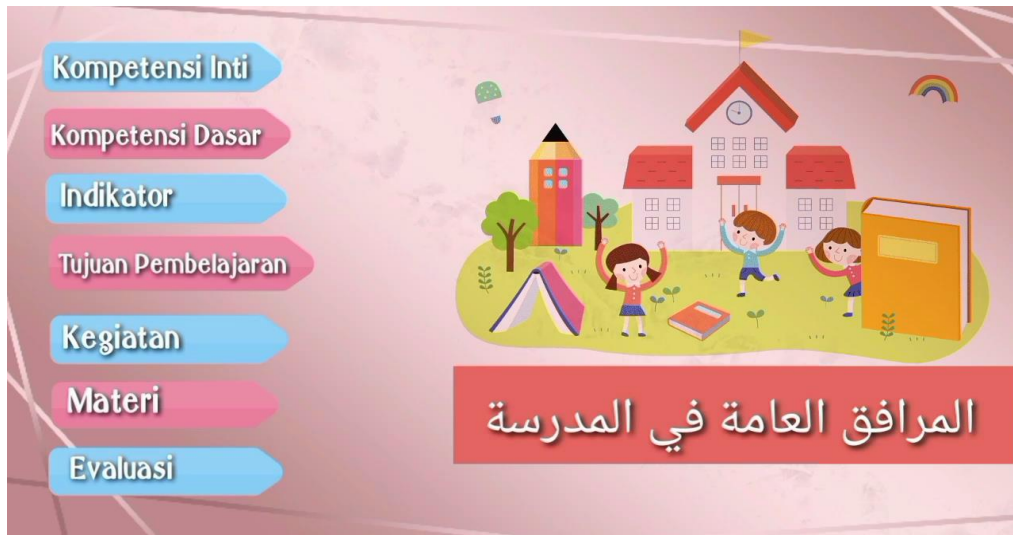 Kompetensi Inti
Kompetensi Dasar
Indikator
Tujuan Pembelajaran
Kegiatan
Materi
Evaluasi
المرافق العامة في المدرسة